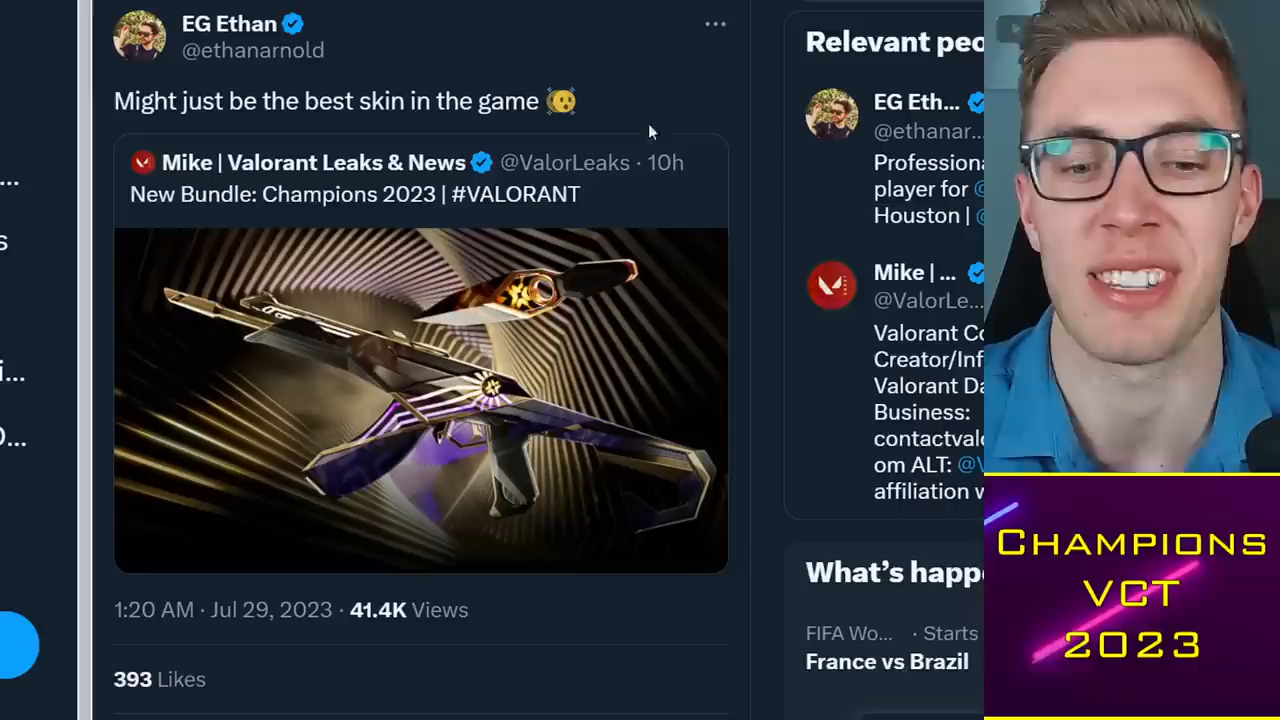 EG Ethan
@ethanarnold
Might just be the best skin in the game
Mike | Valorant Leaks & News @ValorLeaks · 10h
New Bundle: Champions 2023 | #VALORANT
1:20 AM · Jul 29, 2023 · 41.4K Views
393 Likes
Relevant peo
EG Eth...
@ethanar...
Professiona
player for @
Houston | @
Mike | ...
@ValorLe...
Valorant Co
Creator/Inf
Valorant Da
Business:
contactvalo
om ALT: @V
affiliation w
What's happe
FIFA Wo... · Starts
France vs Brazil
CHAMPIONS
VCT
2023